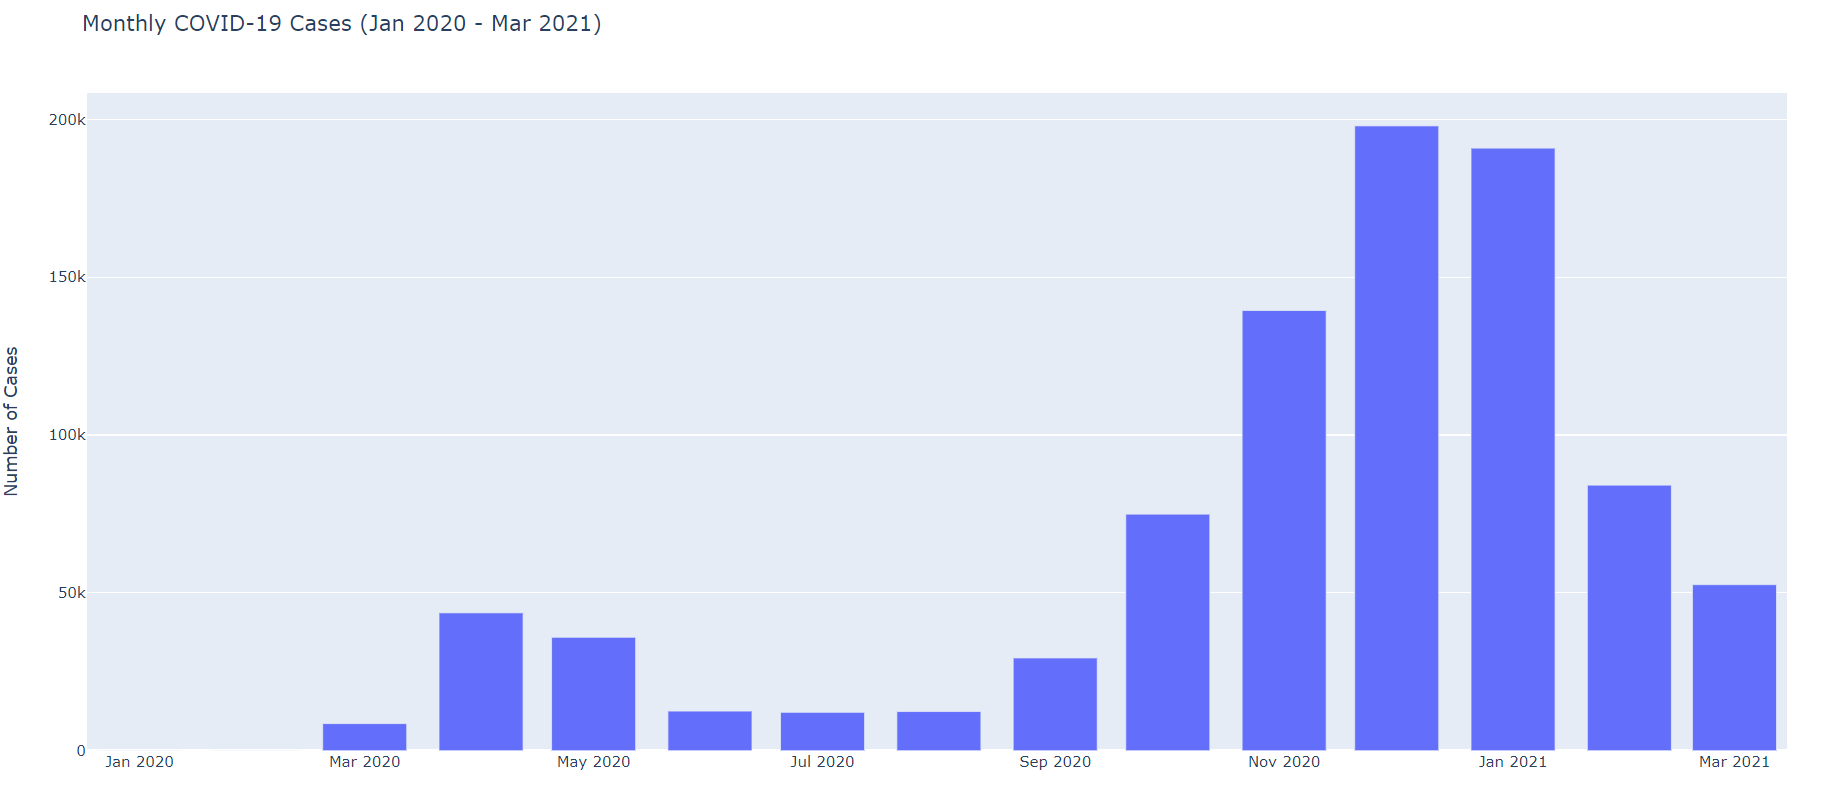 Monthly COVID-19 Cases (Jan 2020 - Mar 2021)
Number of Cases
200k
150k
100k
50k
0
Jan 2020 Mar 2020 May 2020 Jul 2020 Sep 2020 Nov 2020 Jan 2021 Mar 2021